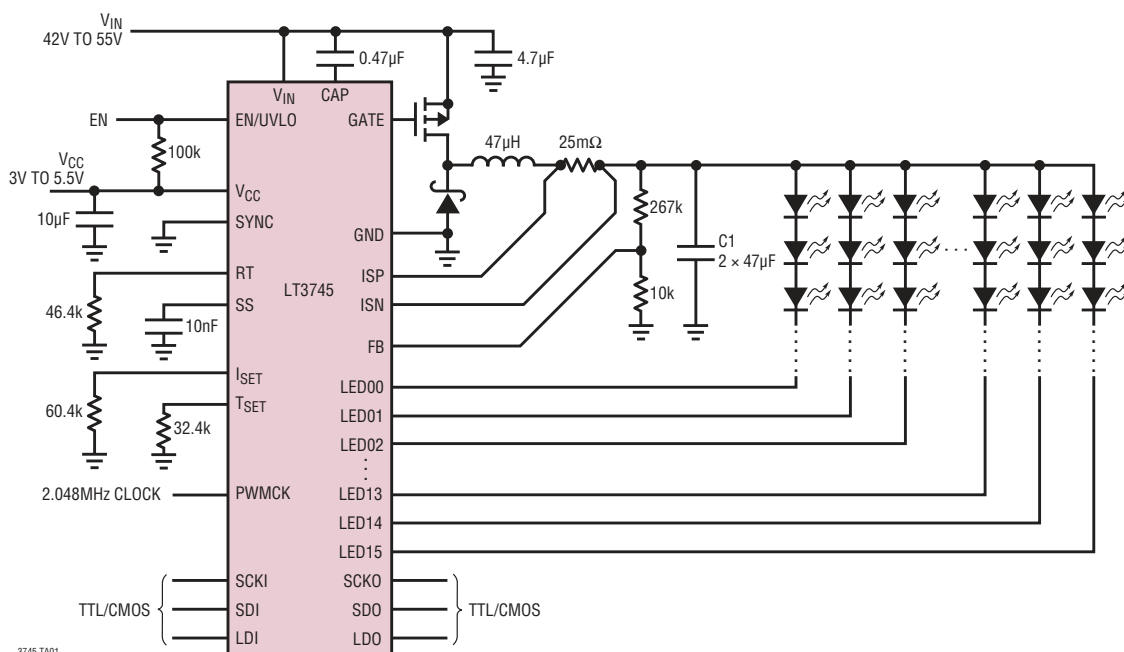 VIN
42V TO 55V
0.47µF
4.7µF
VIN
CAP
EN
EN/UVLO
GATE
47µH
25mΩ
100k
VCC
3V TO 5.5V
VCC
10µF
SYNC
267k
GND
C1
2 × 47µF
RT
ISP
LT3745
46.4k
SS
10nF
ISN
10k
FB
ISET
LED00
60.4k
TSET
32.4k
LED01
LED02
2.048MHz CLOCK
PWMCK
LED13
LED14
LED15
SCKI
SCKO
TTL/CMOS
SDI
SDO
TTL/CMOS
LDI
LDO
3745 TA01